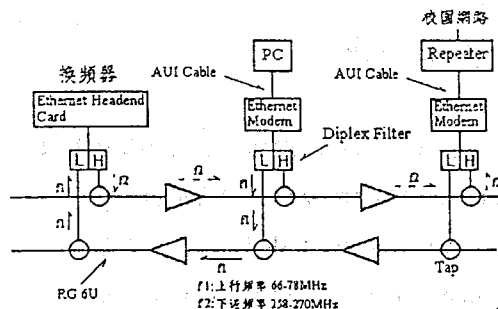 校園網路
換頻器
PC
Repeater
AUI Cable
AUI Cable
Ethernet Headend
Card
Ethernet
Modem
Ethernet
Modem
Diplex Filter
L H
L H
L H
f1
f2
f2
f1
f2
f2
f1
f1
f1
RG 6U
Tap
f1:上行頻率 66-78MHz
f2:下行頻率 258-270MHz